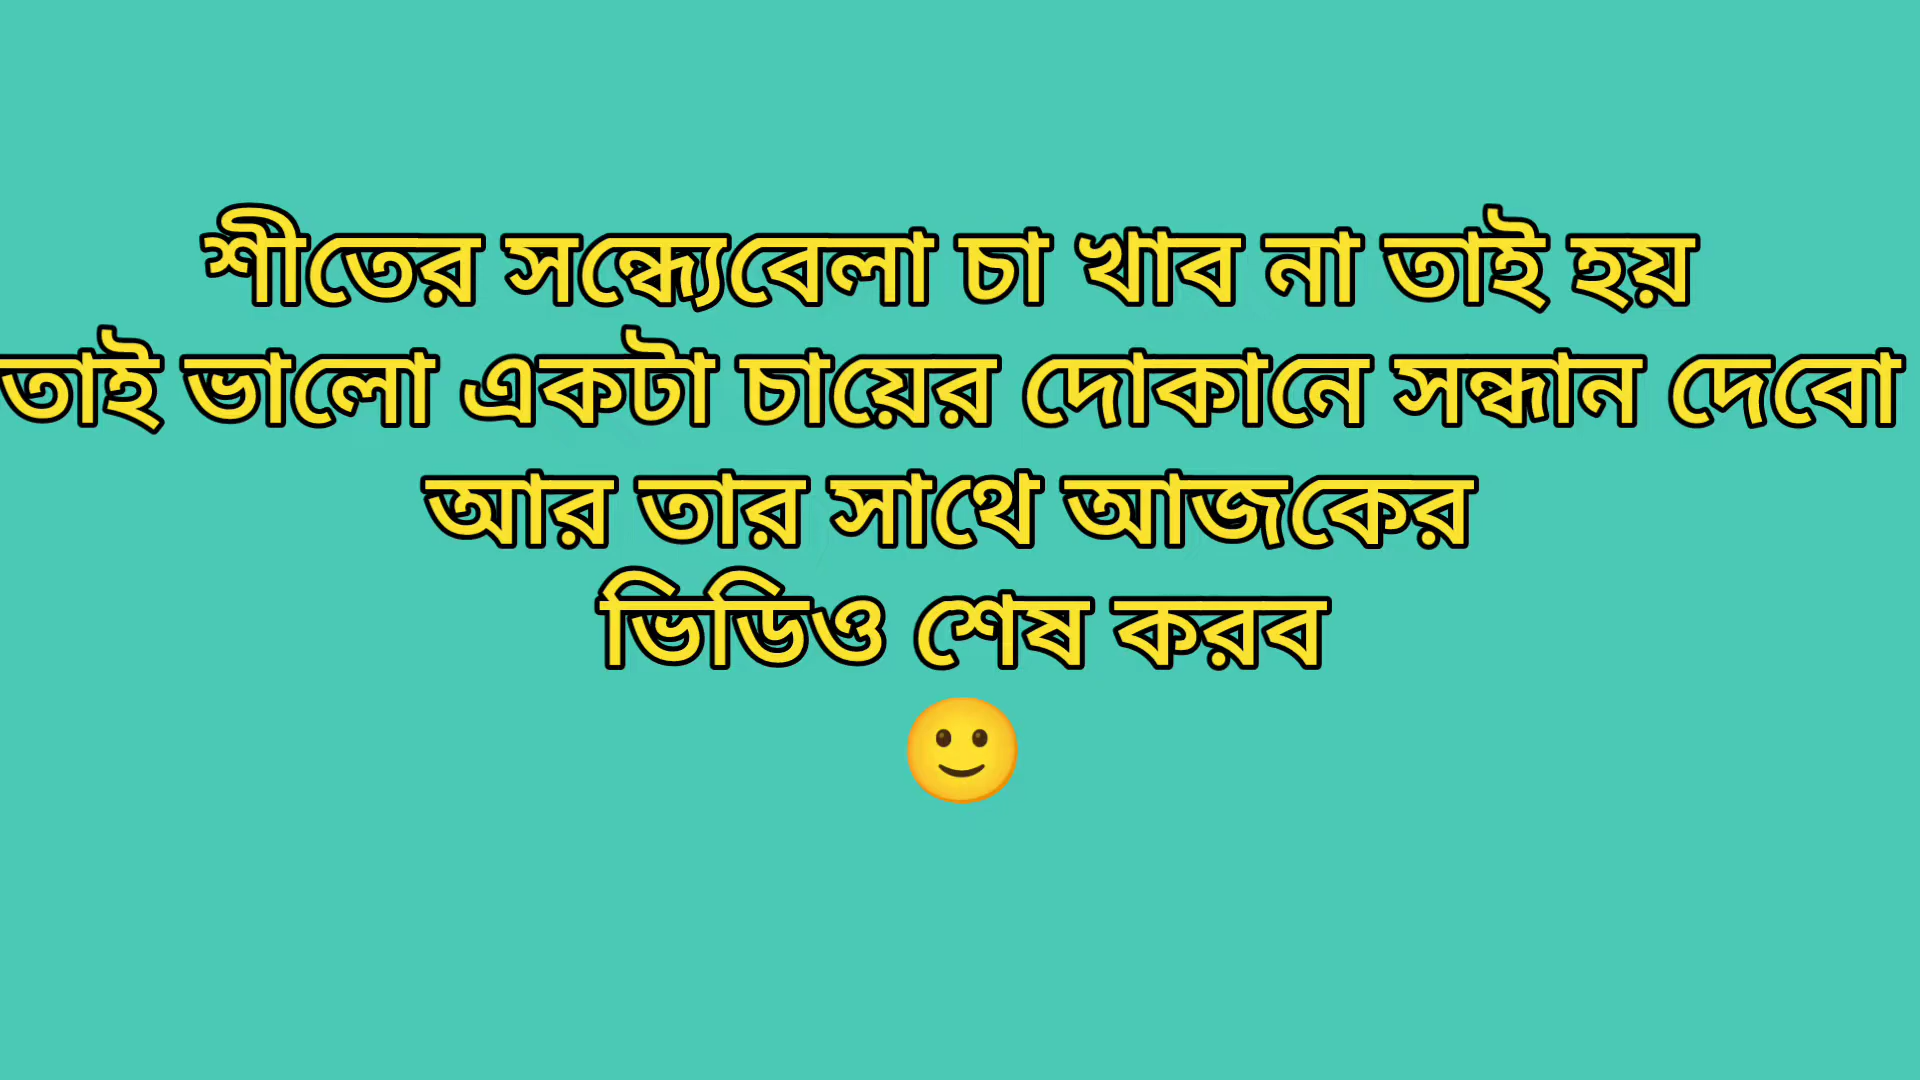 শীতের সন্ধ্যেবেলা চা খাব না তাই হয়
তাই ভালো একটা চায়ের দোকানে সন্ধান দেবো
আর তার সাথে আজকের
ভিডিও শেষ করব
🙂